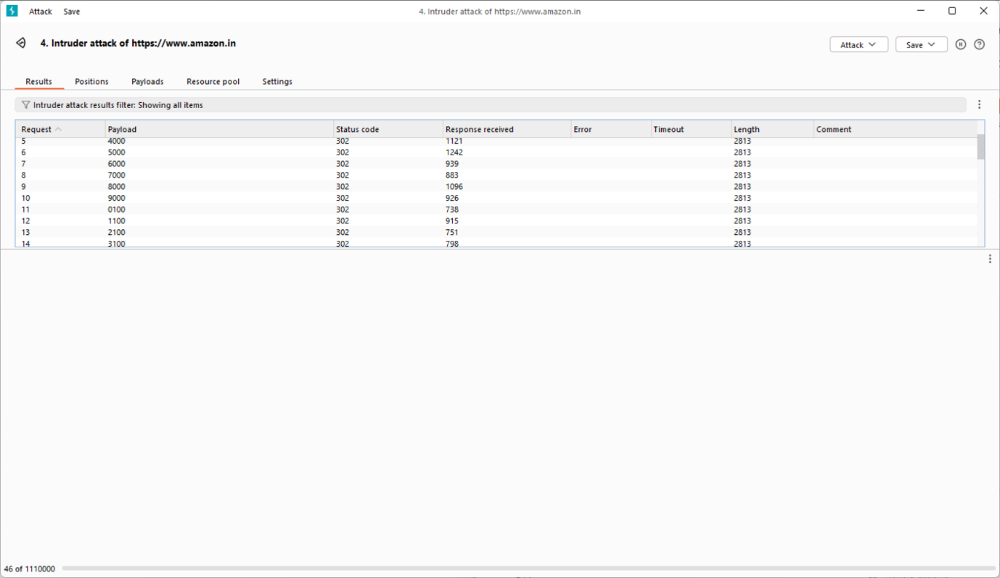 Attack Save 4. Intruder attack of https://www.amazon.in
4. Intruder attack of https://www.amazon.in Attack Save
Results Positions Payloads Resource pool Settings
Intruder attack results filter: Showing all items
Request Payload Status code Response received Error Timeout Length Comment
5 4000 302 1121 2813
6 5000 302 1242 2813
7 6000 302 939 2813
8 7000 302 883 2813
9 8000 302 1096 2813
10 9000 302 926 2813
11 0100 302 738 2813
12 1100 302 915 2813
13 2100 302 751 2813
14 3100 302 798 2813
46 of 1110000